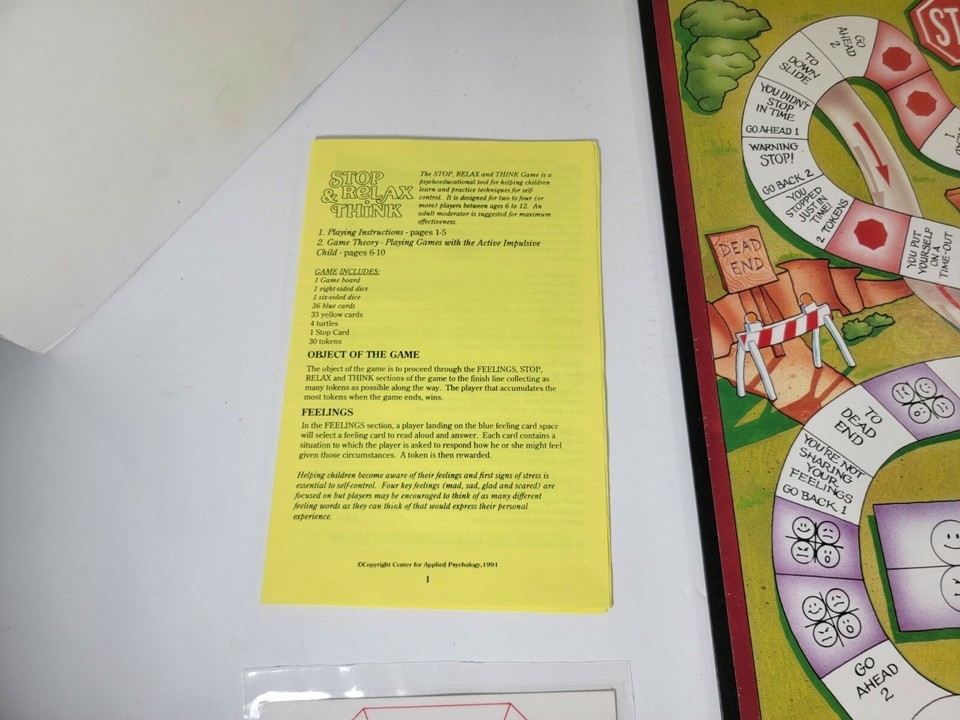 STOP
& RELAX
THINK
The STOP, RELAX and THINK Game is a
psychoeducational tool for helping children
learn and practice techniques for self-
control. It is designed for two to four (or
more) players between ages 6 to 12. An
adult moderator is suggested for maximum
effectiveness.
1. Playing Instructions - pages 1-5
2. Game Theory - Playing Games with the Active Impulsive
Child - pages 6-10
GAME INCLUDES:
1 Game board
1 eight-sided dice
1 six-sided dice
36 blue cards
33 yellow cards
4 turtles
1 Stop Card
30 tokens
OBJECT OF THE GAME
The object of the game is to proceed through the FEELINGS, STOP,
RELAX and THINK sections of the game to the finish line collecting as
many tokens as possible along the way. The player that accumulates the
most tokens when the game ends, wins.
FEELINGS
In the FEELINGS section, a player landing on the blue feeling card space
will select a feeling card to read aloud and answer. Each card contains a
situation to which the player is asked to respond how he or she might feel
given those circumstances. A token is then rewarded.
Helping children become aware of their feelings and first signs of stress is
essential to self-control. Four key feelings (mad, sad, glad and scared) are
focused on but players may be encouraged to think of as many different
feeling words as they can think of that would express their personal
experience.
©Copyright Center for Applied Psychology, 1991
1
ST
GO
AHEAD
2
TO
DOWN
SLIDE
YOU DIDN'T
STOP
IN TIME
GO AHEAD 1
WARNING
STOP!
GO BACK 2
YOU
STOPPED
JUST IN
TIME!
2 TOKENS
YOU PUT
YOURSELF
ON A
TIME-OUT
DEAD
END
TO
DEAD
END
YOU'RE NOT
SHARING
YOUR
FEELINGS
GO BACK 1
GO
AHEAD
2